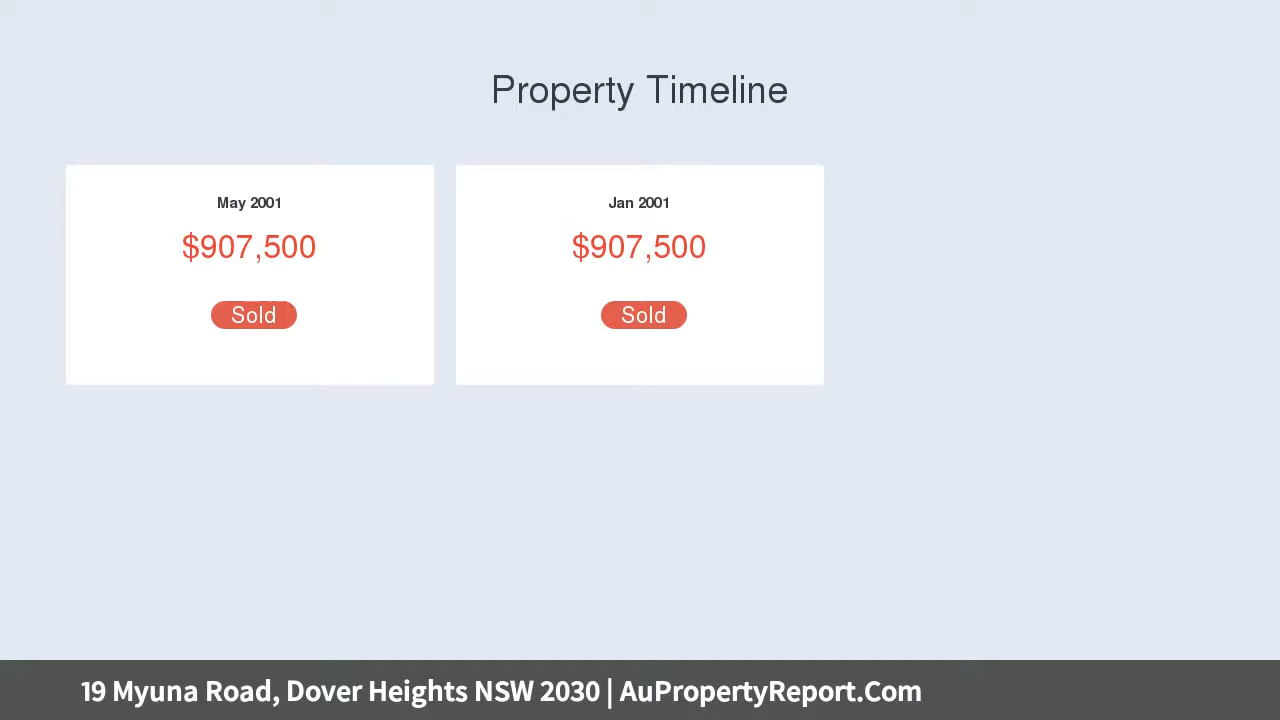 Property Timeline
May 2001
$907,500
Sold
Jan 2001
$907,500
Sold
19 Myuna Road, Dover Heights NSW 2030 | AuPropertyReport.Com